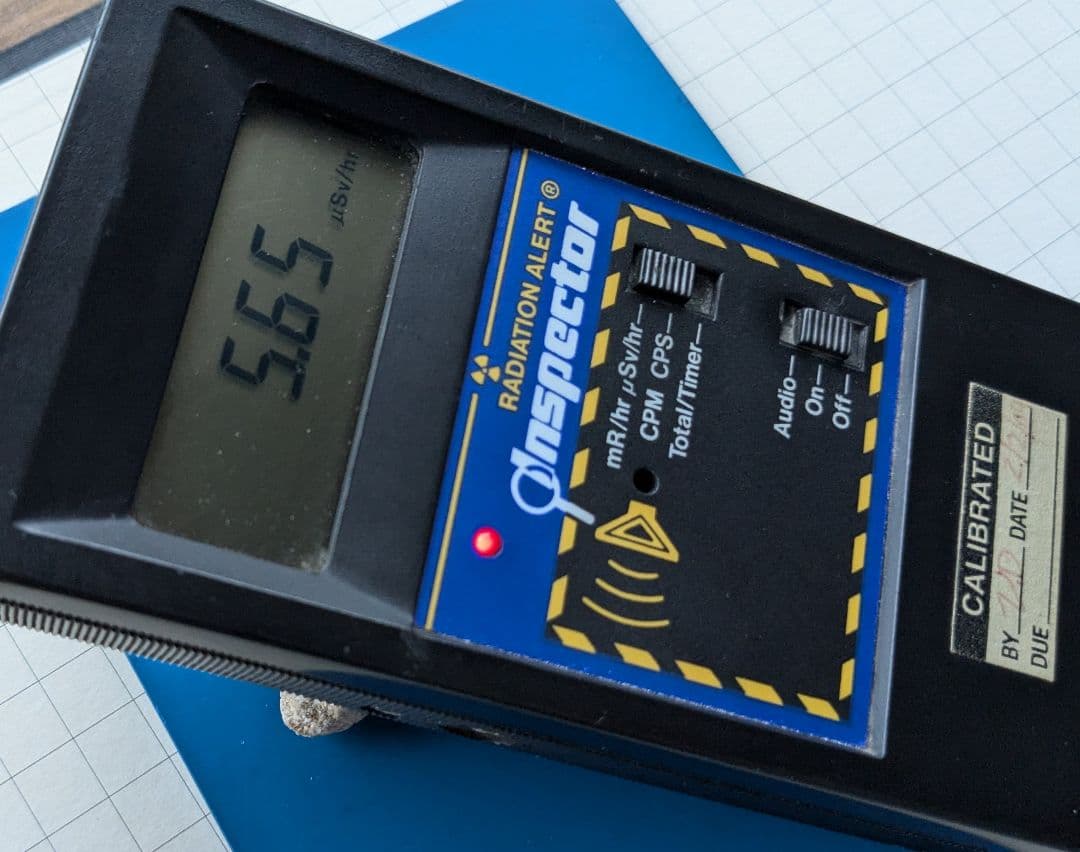 5.95 µSv/hr
RADIATION ALERT®
Inspector
mR/hr µSv/hr
CPM CPS
Total/Timer
Audio
On
Off
CALIBRATED
BY DATE
DUE